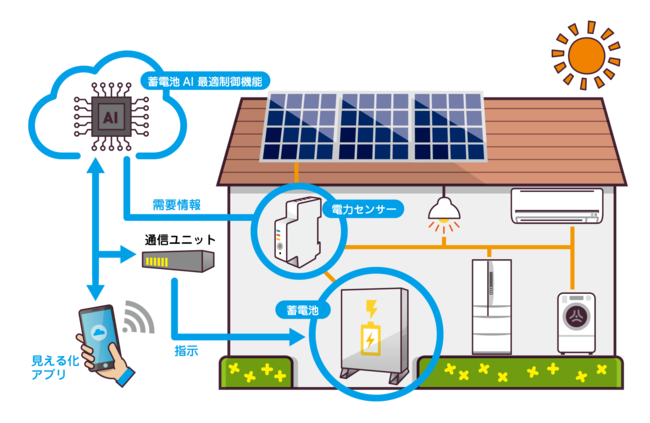 蓄電池 AI 最適制御機能
AI
需要情報
電力センサー
通信ユニット
蓄電池
指示
見える化
アプリ